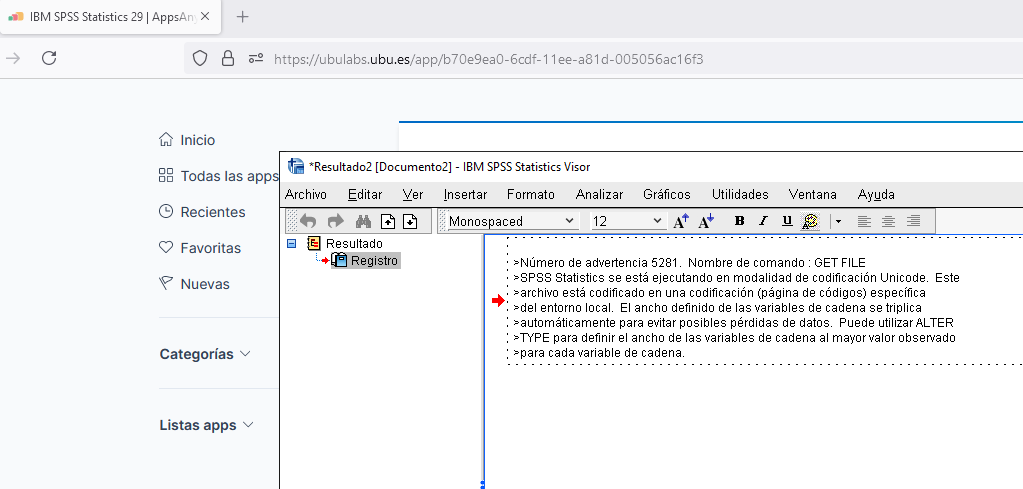 IBM SPSS Statistics 29 | AppsAn
https://ubulabs.ubu.es/app/b70e9ea0-6cdf-11ee-a81d-005056ac16f3
Inicio
Todas las apps
Recientes
Favoritas
Nuevas
Categorías
Listas apps
*Resultado2 [Documento2] - IBM SPSS Statistics Visor
Archivo Editar Ver Insertar Formato Analizar Gráficos Utilidades Ventana Ayuda
Monospaced 12 A A B I U
Resultado
Registro
>Número de advertencia 5281. Nombre de comando : GET FILE
>SPSS Statistics se está ejecutando en modalidad de codificación Unicode. Este
>archivo está codificado en una codificación (página de códigos) específica
>del entorno local. El ancho definido de las variables de cadena se triplica
>automáticamente para evitar posibles pérdidas de datos. Puede utilizar ALTER
>TYPE para definir el ancho de las variables de cadena al mayor valor observado
>para cada variable de cadena.